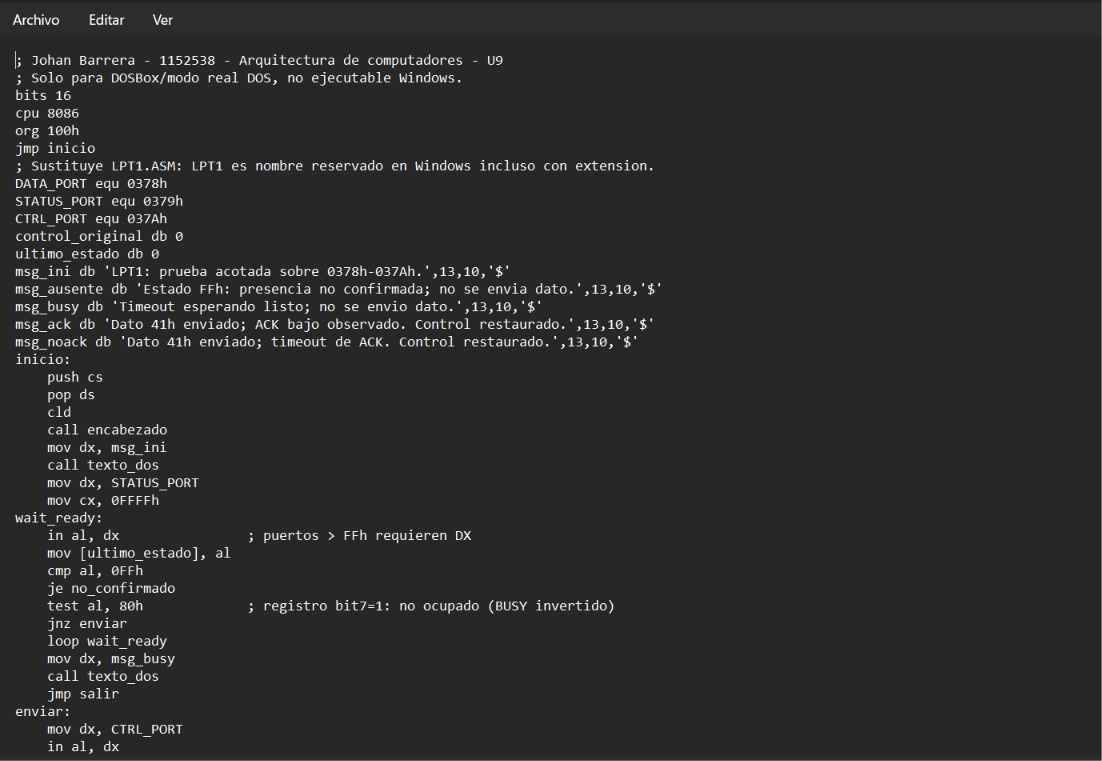 Archivo Editar Ver
; Johan Barrera - 1152538 - Arquitectura de computadores - U9
; Solo para DOSBox/modo real DOS, no ejecutable Windows.
bits 16
cpu 8086
org 100h
jmp inicio
; Sustituye LPT1.ASM: LPT1 es nombre reservado en Windows incluso con extension.
DATA_PORT equ 0378h
STATUS_PORT equ 0379h
CTRL_PORT equ 037Ah
control_original db 0
ultimo_estado db 0
msg_ini db 'LPT1: prueba acotada sobre 0378h-037Ah.',13,10,'$'
msg_ausente db 'Estado FFh: presencia no confirmada; no se envia dato.',13,10,'$'
msg_busy db 'Timeout esperando listo; no se envio dato.',13,10,'$'
msg_ack db 'Dato 41h enviado; ACK bajo observado. Control restaurado.',13,10,'$'
msg_noack db 'Dato 41h enviado; timeout de ACK. Control restaurado.',13,10,'$'
inicio:
    push cs
    pop ds
    cld
    call encabezado
    mov dx, msg_ini
    call texto_dos
    mov dx, STATUS_PORT
    mov cx, 0FFFFh
wait_ready:
    in al, dx                ; puertos > FFh requieren DX
    mov [ultimo_estado], al
    cmp al, 0FFh
    je no_confirmado
    test al, 80h             ; registro bit7=1: no ocupado (BUSY invertido)
    jnz enviar
    loop wait_ready
    mov dx, msg_busy
    call texto_dos
    jmp salir
enviar:
    mov dx, CTRL_PORT
    in al, dx